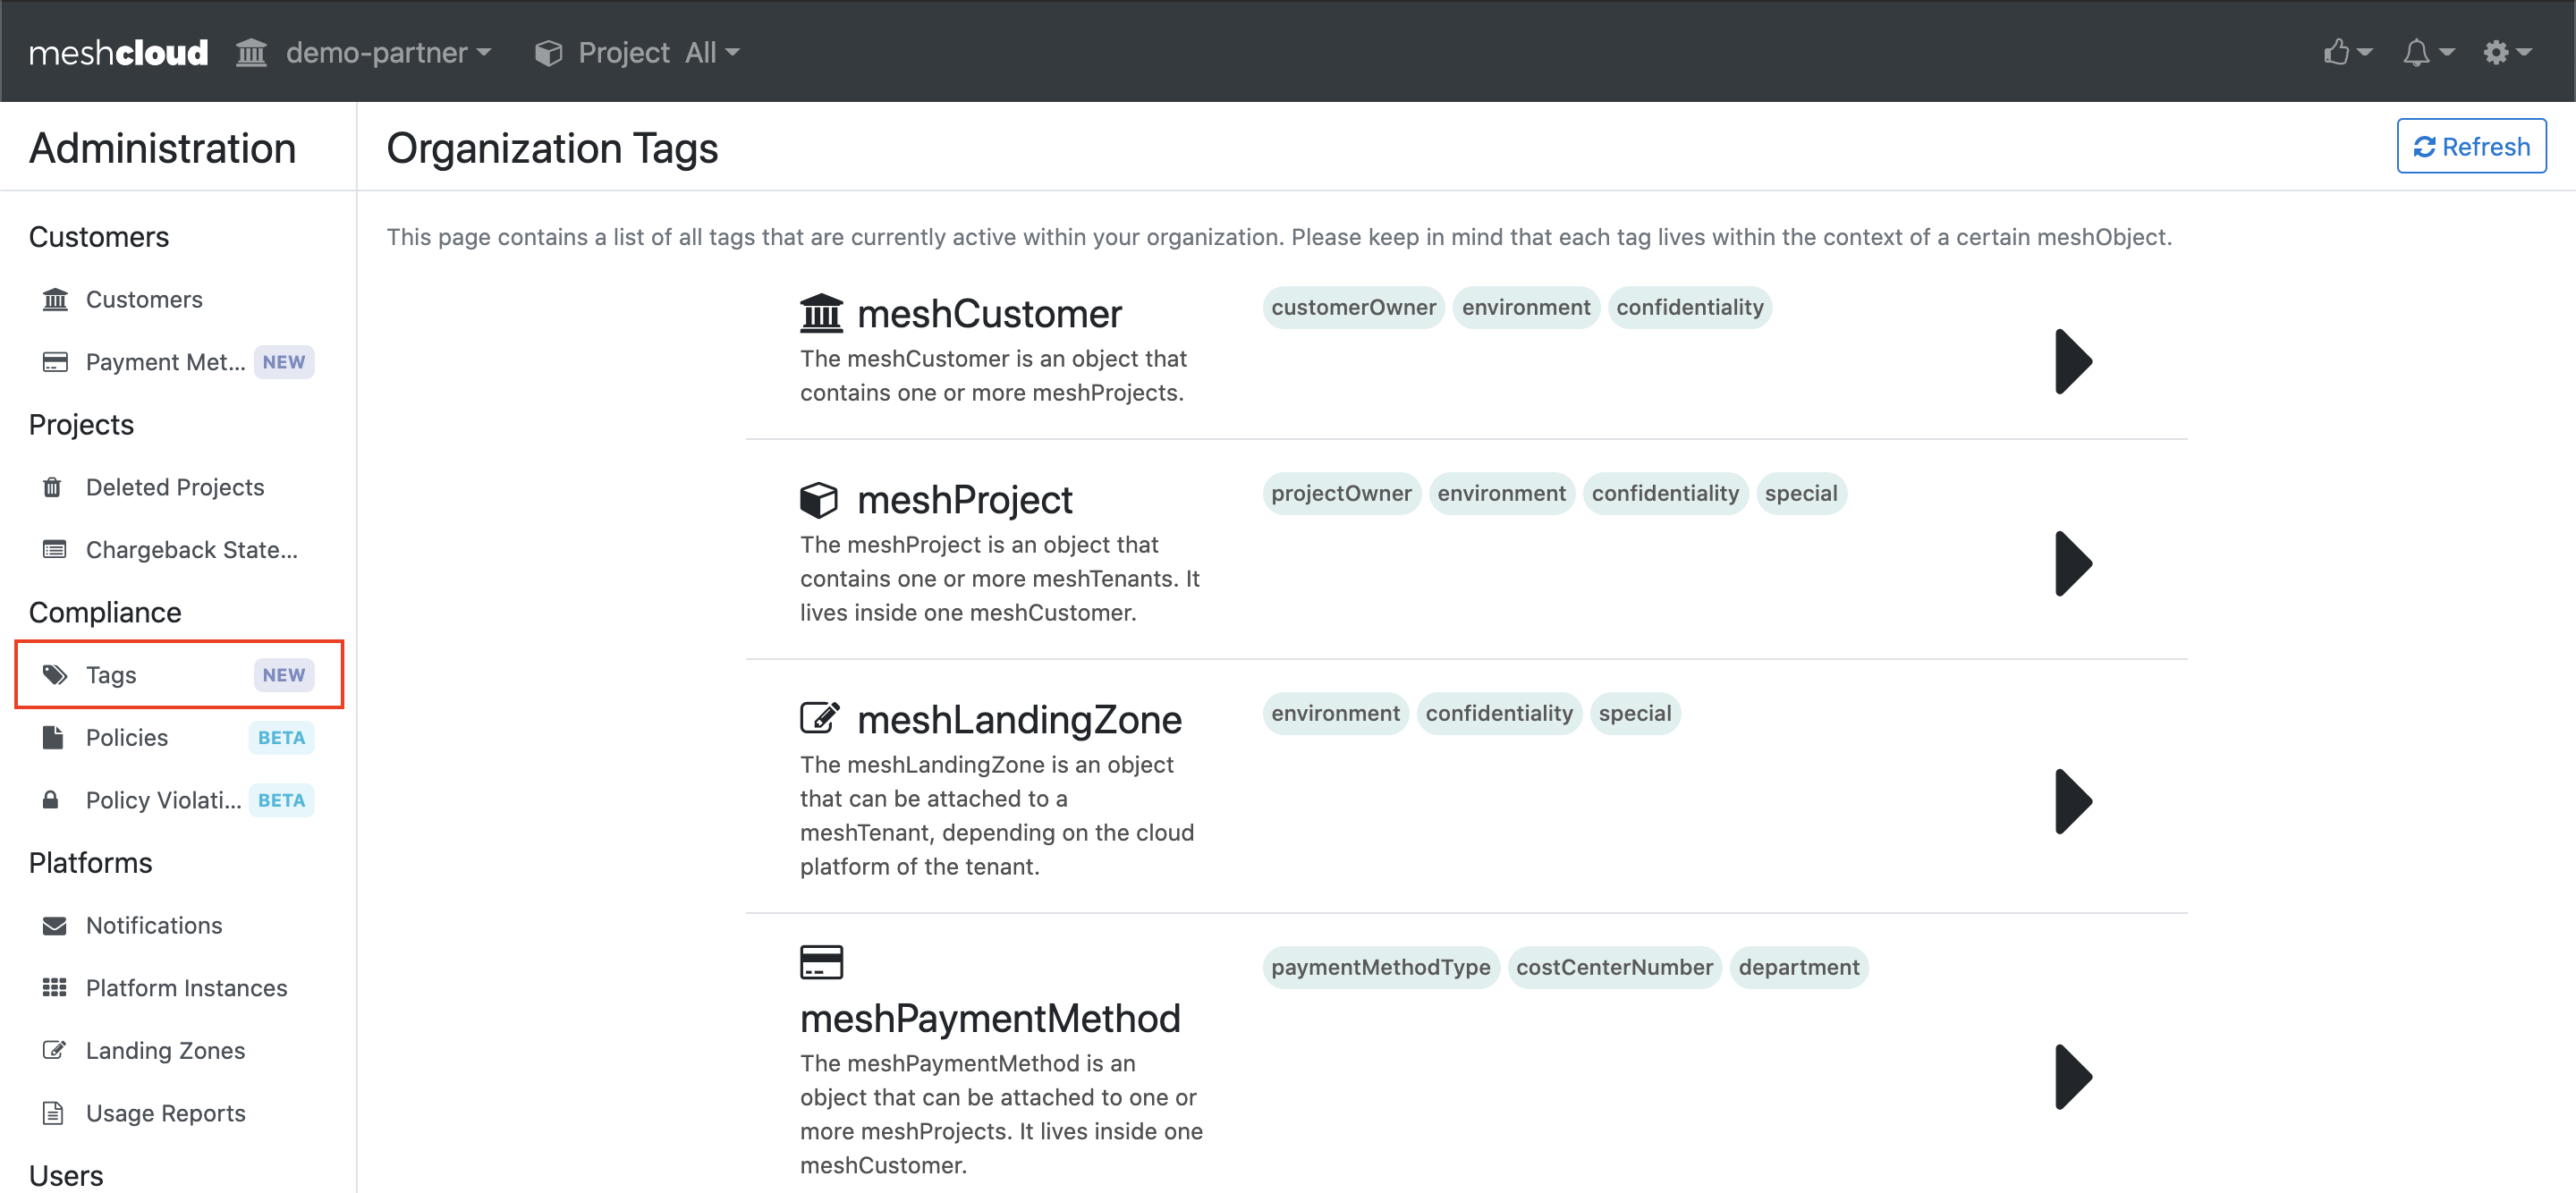 meshcloud demo-partner Project All
Administration
Organization Tags
Refresh
Customers
Customers
Payment Met... NEW
Projects
Deleted Projects
Chargeback State...
Compliance
Tags NEW
Policies BETA
Policy Violati... BETA
Platforms
Notifications
Platform Instances
Landing Zones
Usage Reports
Users
This page contains a list of all tags that are currently active within your organization. Please keep in mind that each tag lives within the context of a certain meshObject.
meshCustomer
The meshCustomer is an object that
contains one or more meshProjects.
customerOwner environment confidentiality
meshProject
The meshProject is an object that
contains one or more meshTenants. It
lives inside one meshCustomer.
projectOwner environment confidentiality special
meshLandingZone
The meshLandingZone is an object
that can be attached to a
meshTenant, depending on the cloud
platform of the tenant.
environment confidentiality special
meshPaymentMethod
The meshPaymentMethod is an
object that can be attached to one or
more meshProjects. It lives inside one
meshCustomer.
paymentMethodType costCenterNumber department